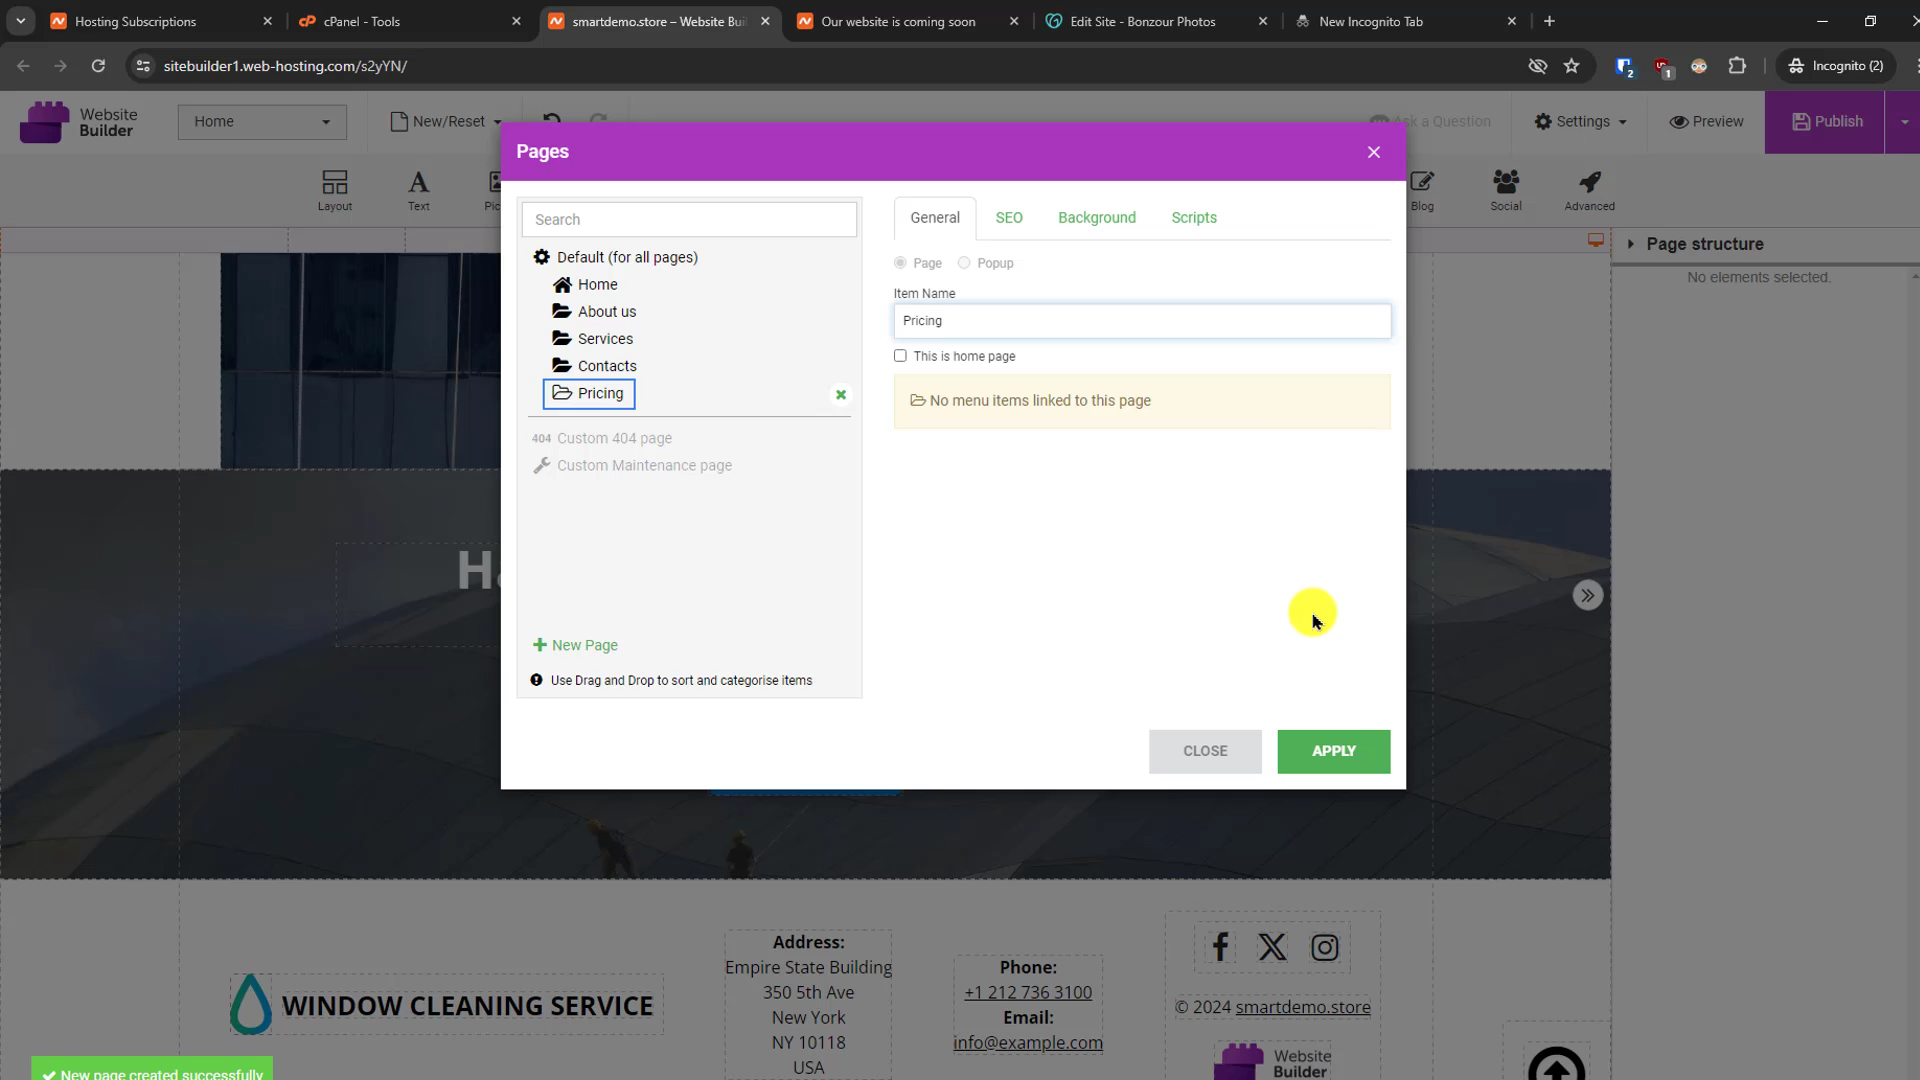 Hosting Subscriptions
cPanel - Tools
smartdemo.store – Website Bui
Our website is coming soon
Edit Site - Bonzour Photos
New Incognito Tab
sitebuilder1.web-hosting.com/s2yYN/
2
1
Incognito (2)
Website
Builder
Home
New/Reset
Ask a Question
Settings
Preview
Publish
Layout
Text
Pic
Blog
Social
Advanced
Pages
Search
Default (for all pages)
Home
About us
Services
Contacts
Pricing
404 Custom 404 page
Custom Maintenance page
New Page
Use Drag and Drop to sort and categorise items
General
SEO
Background
Scripts
Page
Popup
Item Name
Pricing
This is home page
No menu items linked to this page
CLOSE
APPLY
Page structure
No elements selected.
WINDOW CLEANING SERVICE
Address:
Empire State Building
350 5th Ave
New York
NY 10118
USA
Phone:
+1 212 736 3100
Email:
info@example.com
© 2024 smartdemo.store
Website
Builder
New page created successfully